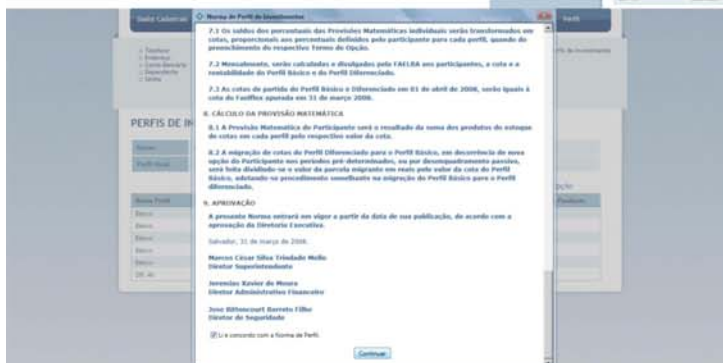 Norma de Perfil de Investimentos
7.1 Os saldos dos percentuais das Provisões Matemáticas individuais serão transformados em
cotas, proporcionais aos percentuais definidos pelo participante para cada perfil, quando do
preenchimento do respectivo Termo de Opção.
7.2 Mensalmente, serão calculadas e divulgados pela FAELBA aos participantes, a cota e a
rentabilidade do Perfil Básico e do Perfil Diferenciado.
7.3 As cotas de partida do Perfil Básico e Diferenciado em 01 de abril de 2008, serão iguais à
cota do Faelflex apurada em 31 de março 2008.
8. CÁLCULO DA PROVISÃO MATEMÁTICA
8.1 A Provisão Matemática do Participante será o resultado da soma dos produtos do estoque
de cotas em cada perfil pelo respectivo valor da cota.
8.2 A migração de cotas do Perfil Diferenciado para o Perfil Básico, em decorrência de nova
opção do Participante nos períodos pré-determinados, ou por desenquadramento passivo,
será feita dividindo-se o valor da parcela migrante em reais pelo valor da cota do Perfil
Básico, adotando-se procedimento semelhante na migração do Perfil Básico para o Perfil
diferenciado.
9. APROVAÇÃO
A presente Norma entrará em vigor a partir da data de sua publicação, de acordo com a
aprovação da Diretoria Executiva.
Salvador, 31 de março de 2008.
Marcos César Silva Trindade Mello
Diretor Superintendente
Jeremias Xavier de Moura
Diretor Administrativo Financeiro
Jose Bittencourt Barreto Filho
Diretor de Seguridade
Li e concordo com a Norma de Perfil.
Continuar
PERFIS DE IN
Perfil